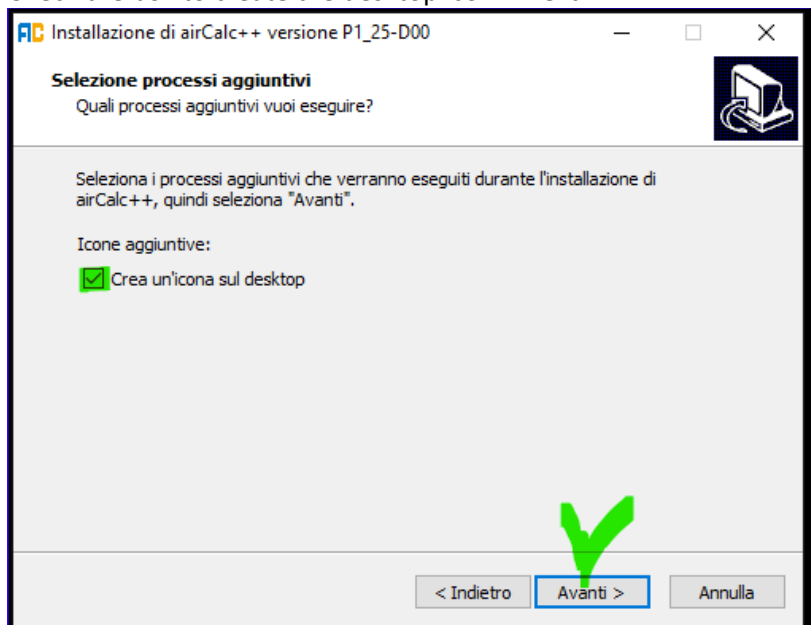 AC Installazione di airCalc++ versione P1_25-D00
Selezione processi aggiuntivi
Quali processi aggiuntivi vuoi eseguire?
Seleziona i processi aggiuntivi che verranno eseguiti durante l'installazione di
airCalc++, quindi seleziona "Avanti".
Icone aggiuntive:
Crea un'icona sul desktop
< Indietro Avanti > Annulla